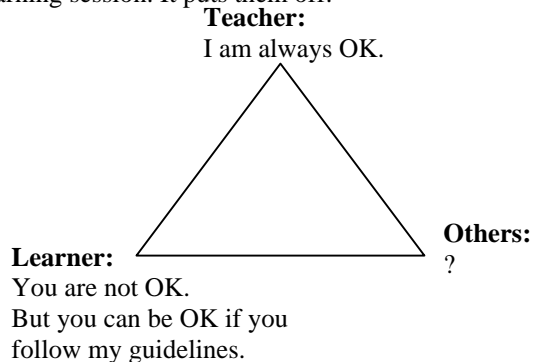 session. It puts them off.
Teacher:
I am always OK.
Others:
?
Learner:
You are not OK.
But you can be OK if you
follow my guidelines.